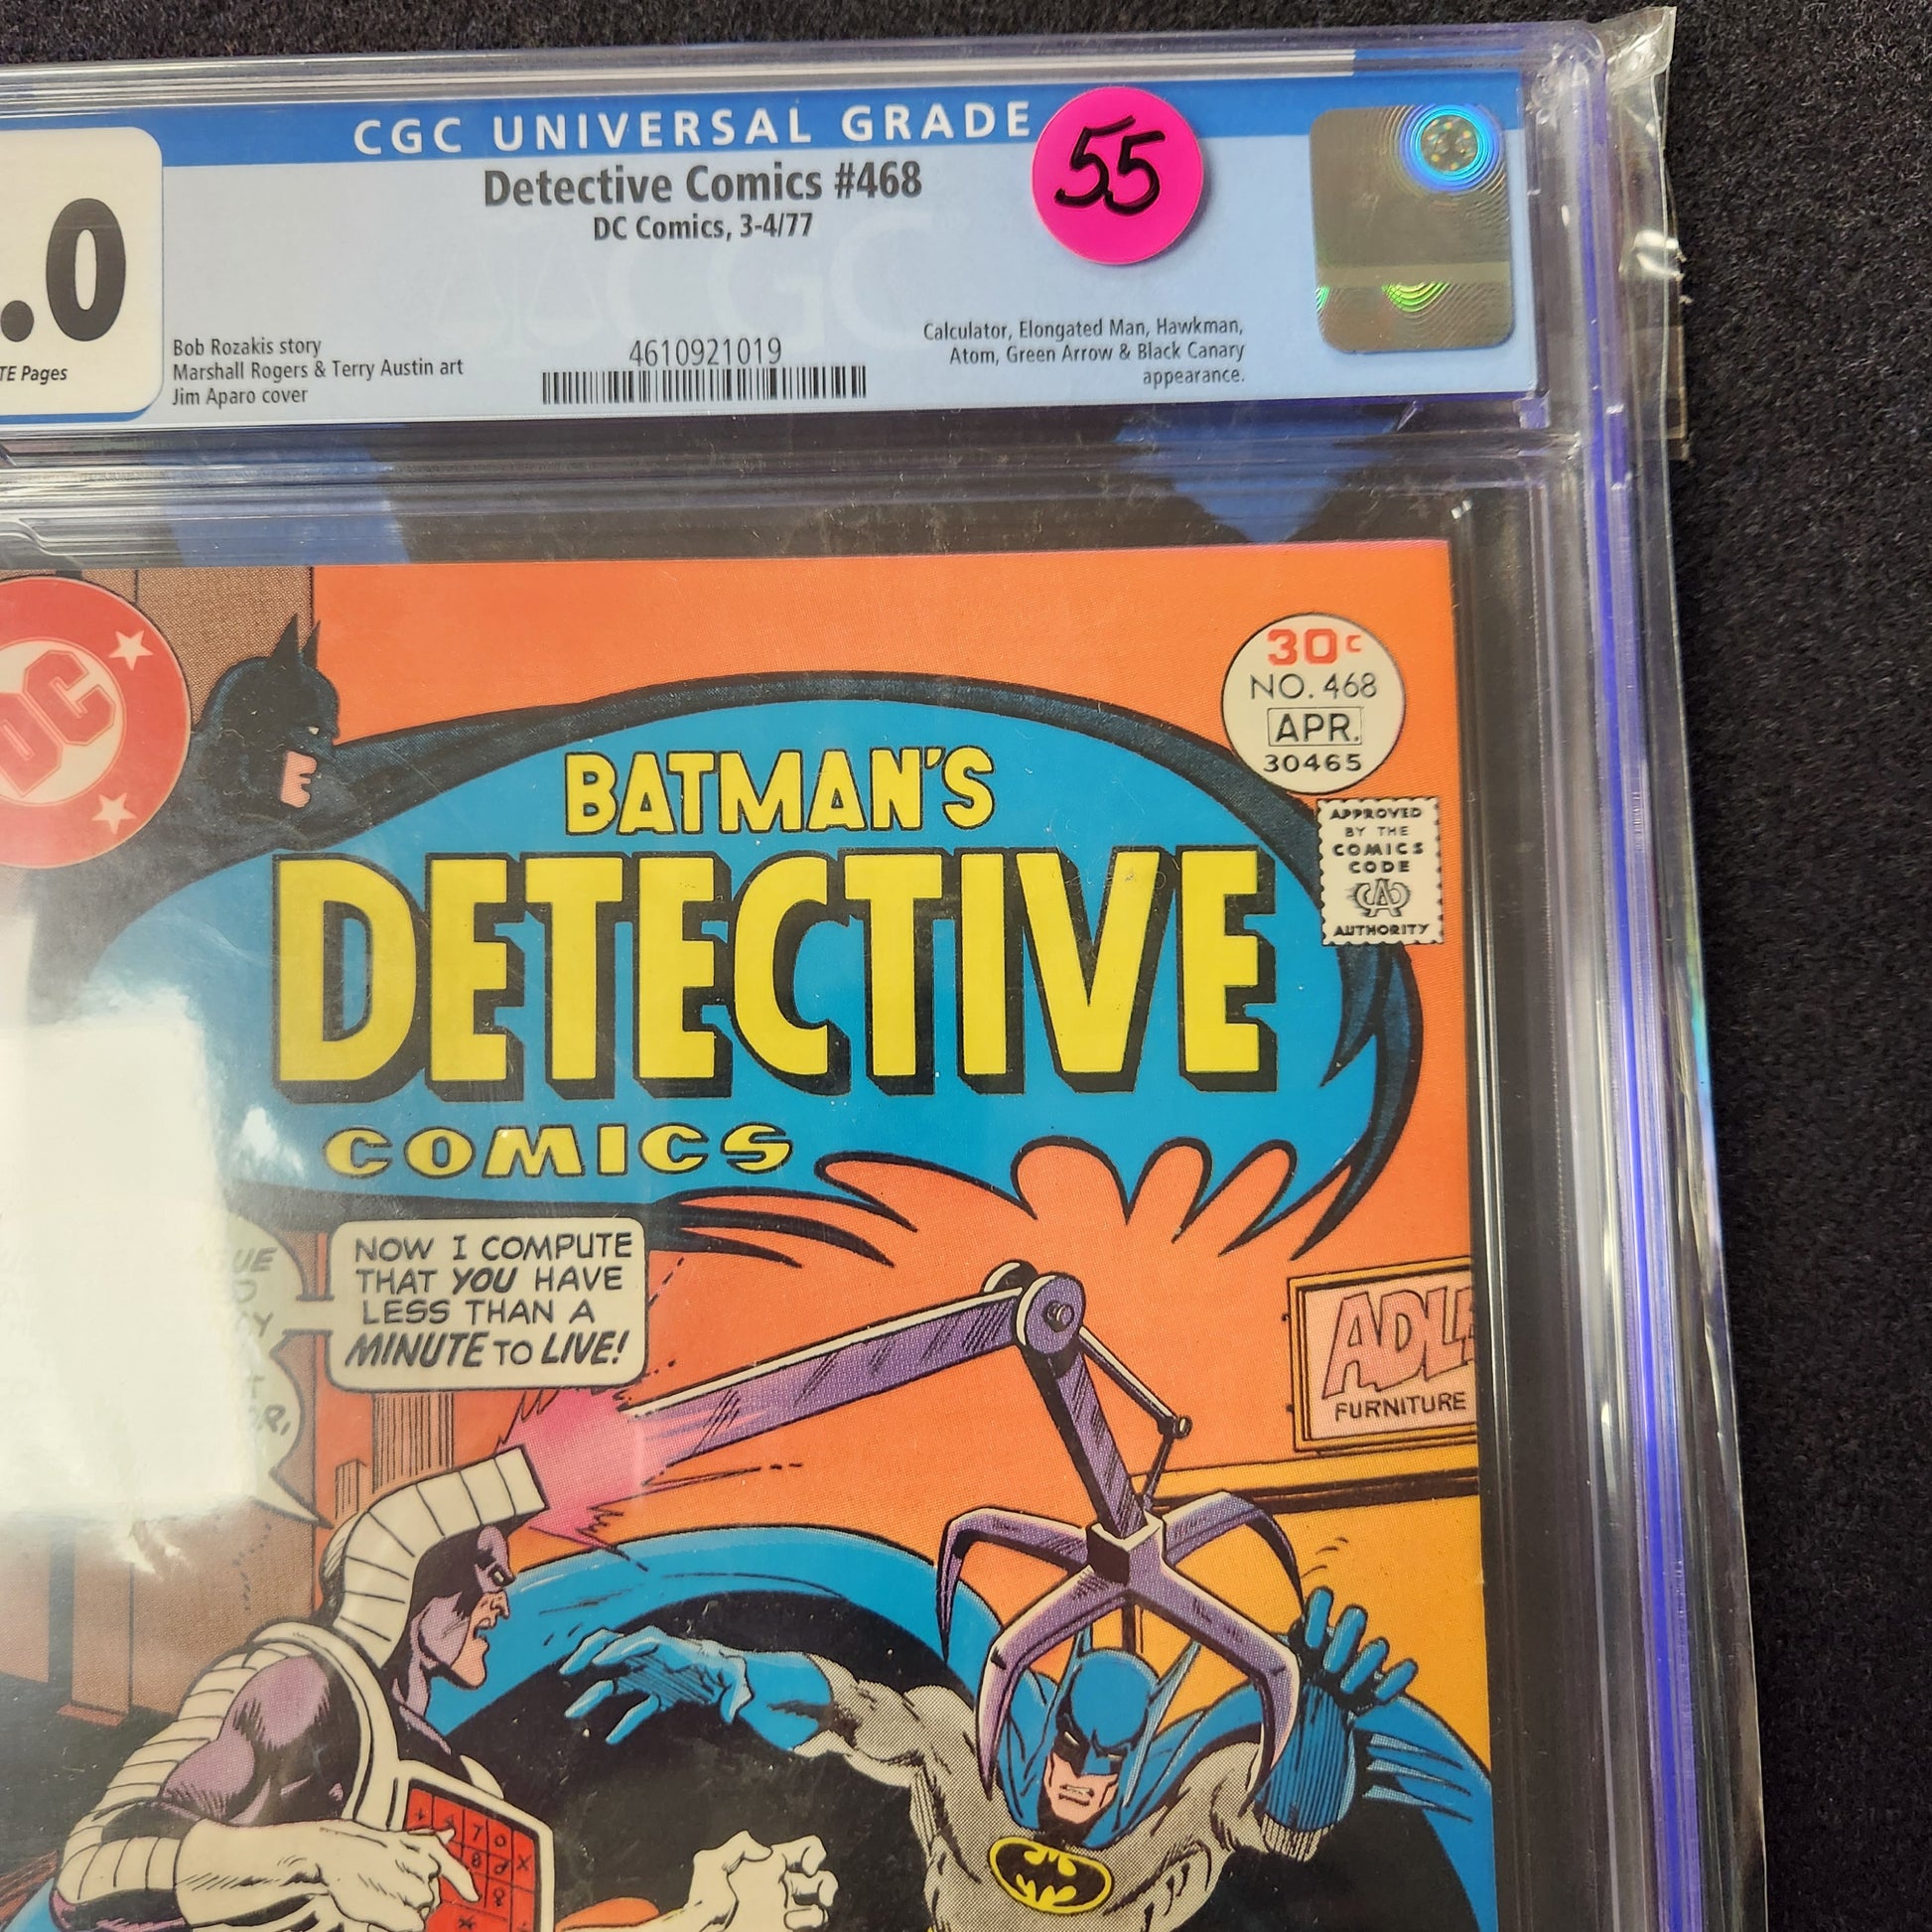 CGC UNIVERSAL GRADE
55
Detective Comics #468
DC Comics, 3-4/77
.0
TE Pages
Bob Rozakis story
Marshall Rogers & Terry Austin art
Jim Aparo cover
4610921019
Calculator, Elongated Man, Hawkman,
Atom, Green Arrow & Black Canary
appearance.
DC
30c
NO. 468
APR.
30465
APPROVED
BY THE
COMICS
CODE
CA
AUTHORITY
BATMAN'S
DETECTIVE
COMICS
NOW I COMPUTE
THAT YOU HAVE
LESS THAN A
MINUTE TO LIVE!
FURNITURE